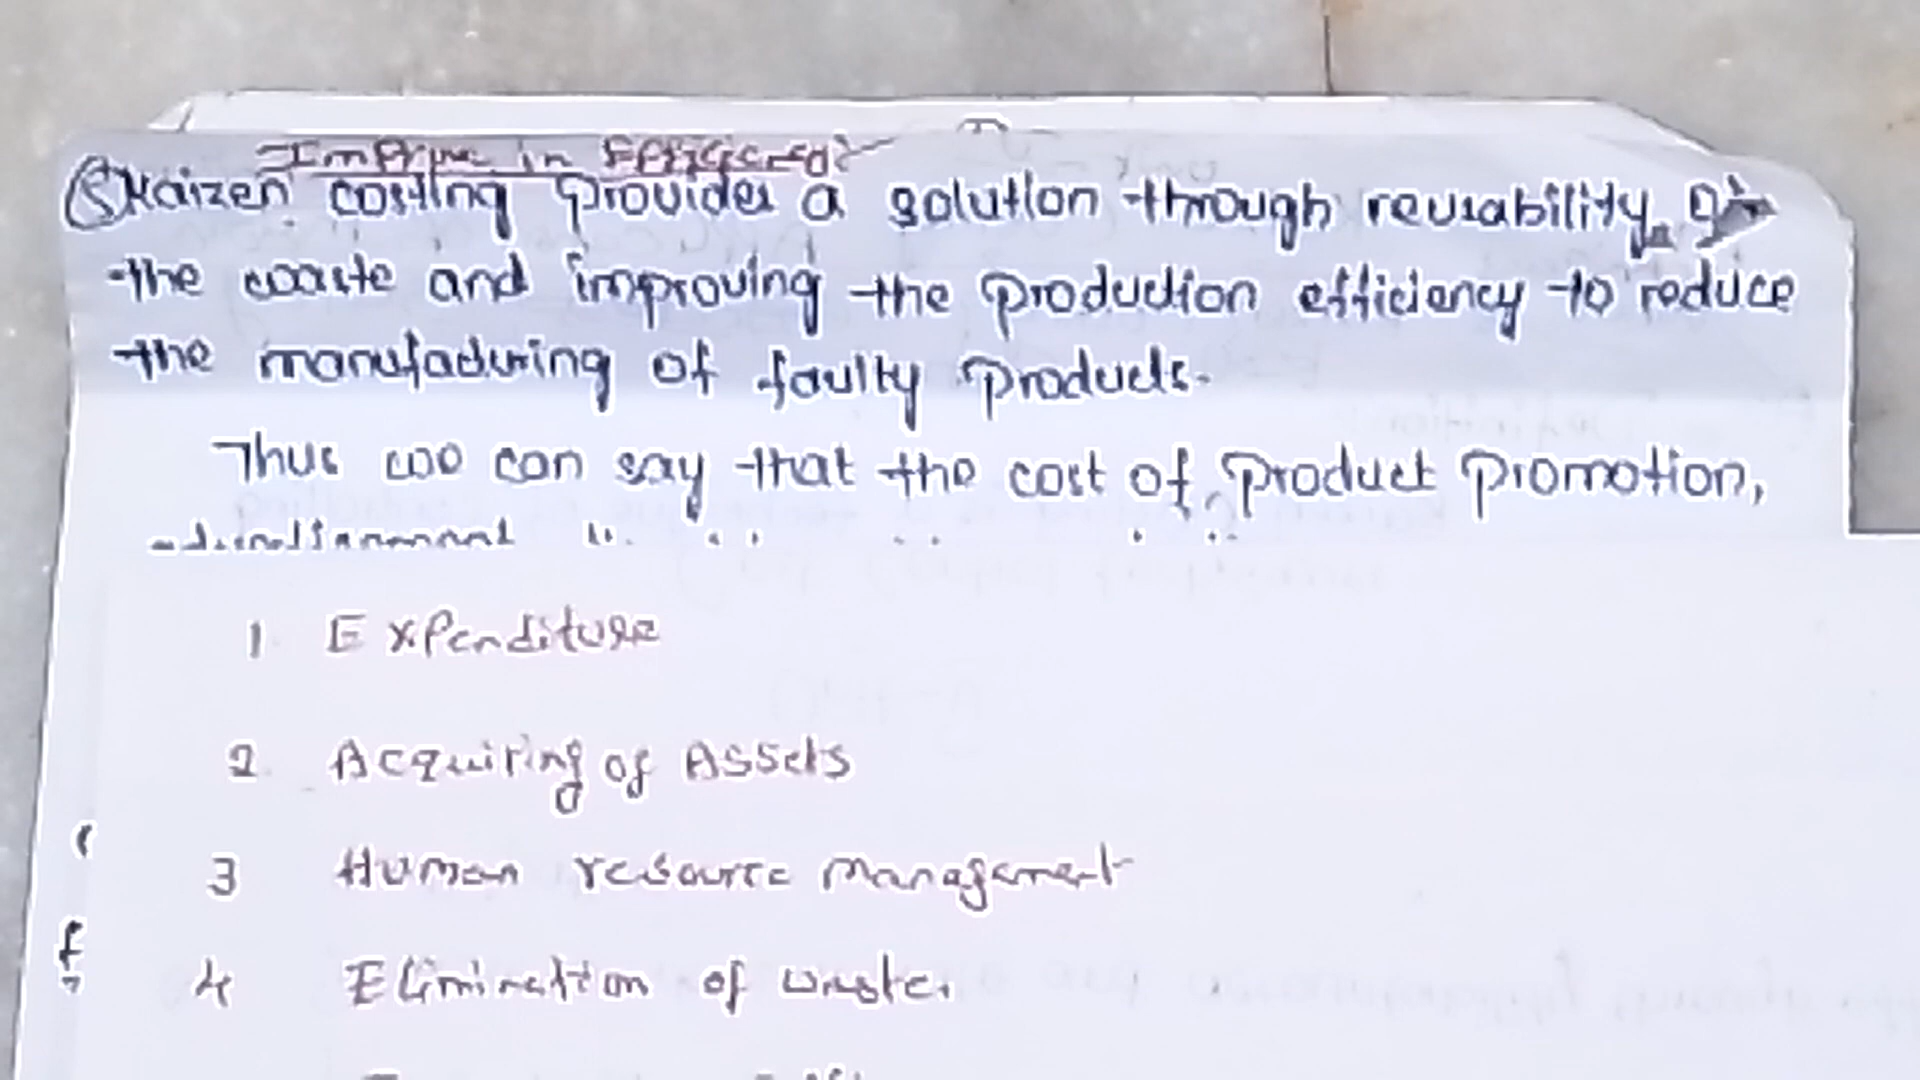 Improve in Efficiency
⑤ Kaizen costing provides a solution through reusability
the waste and improving the production efficiency to reduce
the manufacturing of faulty products.
Thus we can say that the cost of product promotion,
1. Expenditure
2. Acquiring of Assets
3 Human resource management
4 Elimination of waste.